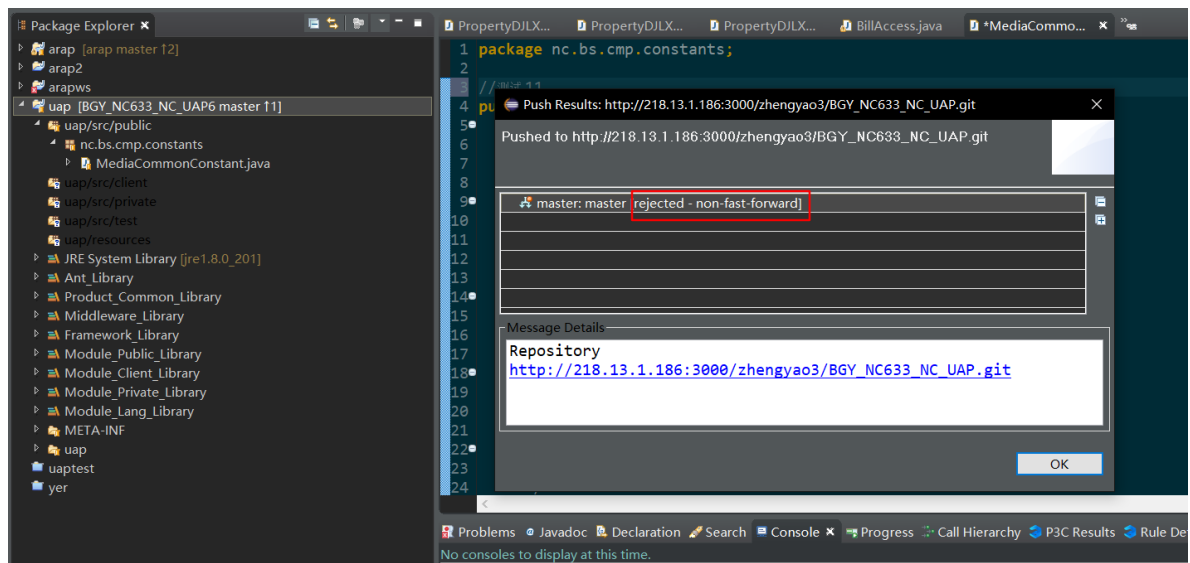 Package Explorer
arap [arap master ↑2]
arap2
arapws
uap [BGY_NC633_NC_UAP6 master ↑1]
uap/src/public
nc.bs.cmp.constants
MediaCommonConstant.java
uap/src/client
uap/src/private
uap/src/test
uap/resources
JRE System Library [jre1.8.0_201]
Ant_Library
Product_Common_Library
Middleware_Library
Framework_Library
Module_Public_Library
Module_Client_Library
Module_Private_Library
Module_Lang_Library
META-INF
uap
uaptest
yer
PropertyDJLX... PropertyDJLX... PropertyDJLX... BillAccess.java *MediaCommo...
1 package nc.bs.cmp.constants;
2
3 //测试11
4 pu
5
6
7
8
9
10
11
12
13
14
15
16
17
18
19
20
21
22
23
24
Push Results: http://218.13.1.186:3000/zhengyao3/BGY_NC633_NC_UAP.git
Pushed to http://218.13.1.186:3000/zhengyao3/BGY_NC633_NC_UAP.git
master: master [rejected - non-fast-forward]
Message Details
Repository
http://218.13.1.186:3000/zhengyao3/BGY_NC633_NC_UAP.git
OK
Problems Javadoc Declaration Search Console Progress Call Hierarchy P3C Results Rule De
No consoles to display at this time.